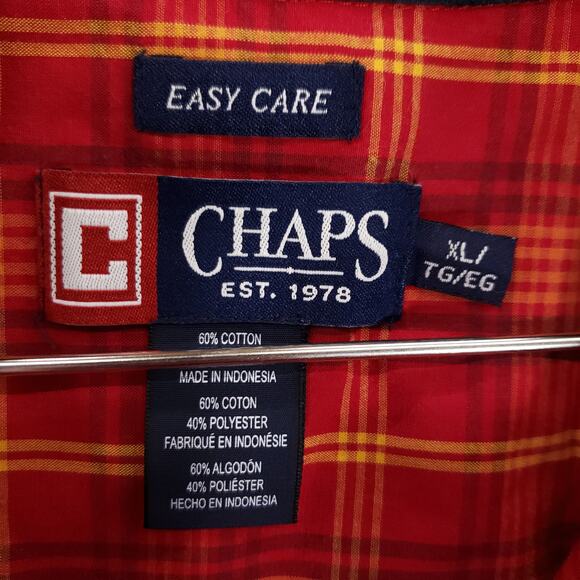 EASY CARE
C
CHAPS
EST. 1978
XL/
TG/EG
60% COTTON
MADE IN INDONESIA
60% COTON
40% POLYESTER
FABRIQUÉ EN INDONÉSIE
60% ALGODÓN
40% POLIÉSTER
HECHO EN INDONESIA